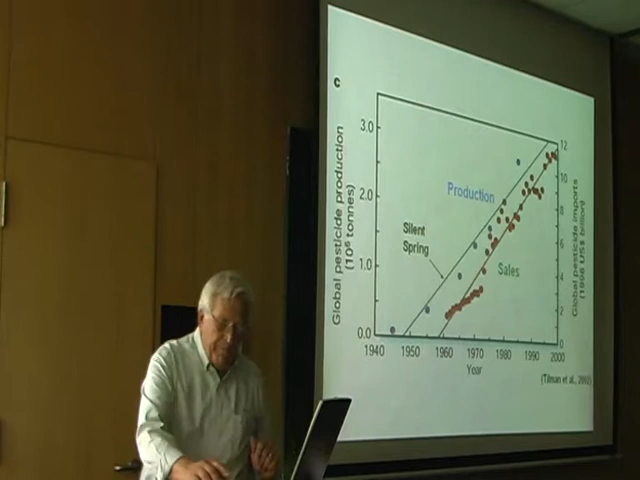 c
Global pesticide production
(10⁶ tonnes)
3.0
2.0
1.0
0.0
Production
Silent
Spring
Sales
12
10
8
6
4
2
0
Global pesticide imports
(1996 US$ billion)
1940 1950 1960 1970 1980 1990 2000
Year
(Tilman et al., 2002)